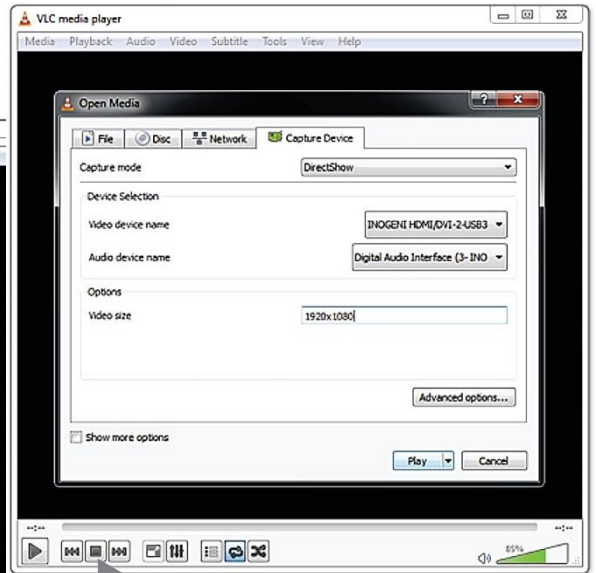 VLC media player
Media Playback Audio Video Subtitle Tools View Help
Open Media
File Disc Network Capture Device
Capture mode DirectShow
Device Selection
Video device name INOGENI HDMI/DVI-2-USB3
Audio device name Digital Audio Interface (3- INO
Options
Video size 1920x1080
Advanced options...
Show more options
Play Cancel
--:-- --:--
85%